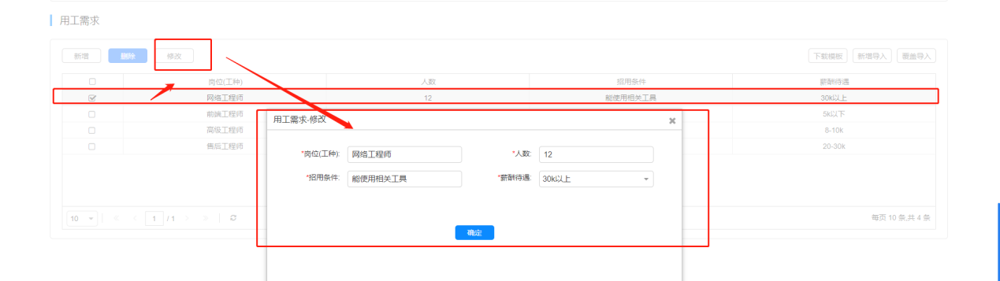 用工需求
新增 删除 修改 下载模板 新增导入 覆盖导入
岗位(工种) 人数 招用条件 薪酬待遇
网络工程师 12 能使用相关工具 30k以上
前端工程师 5k以下
高级工程师 8-10k
售后工程师 20-30k
用工需求-修改
*岗位(工种): 网络工程师 *人数: 12
*招用条件: 能使用相关工具 *薪酬待遇: 30k以上
确定
10 1 / 1 每页 10 条,共 4 条